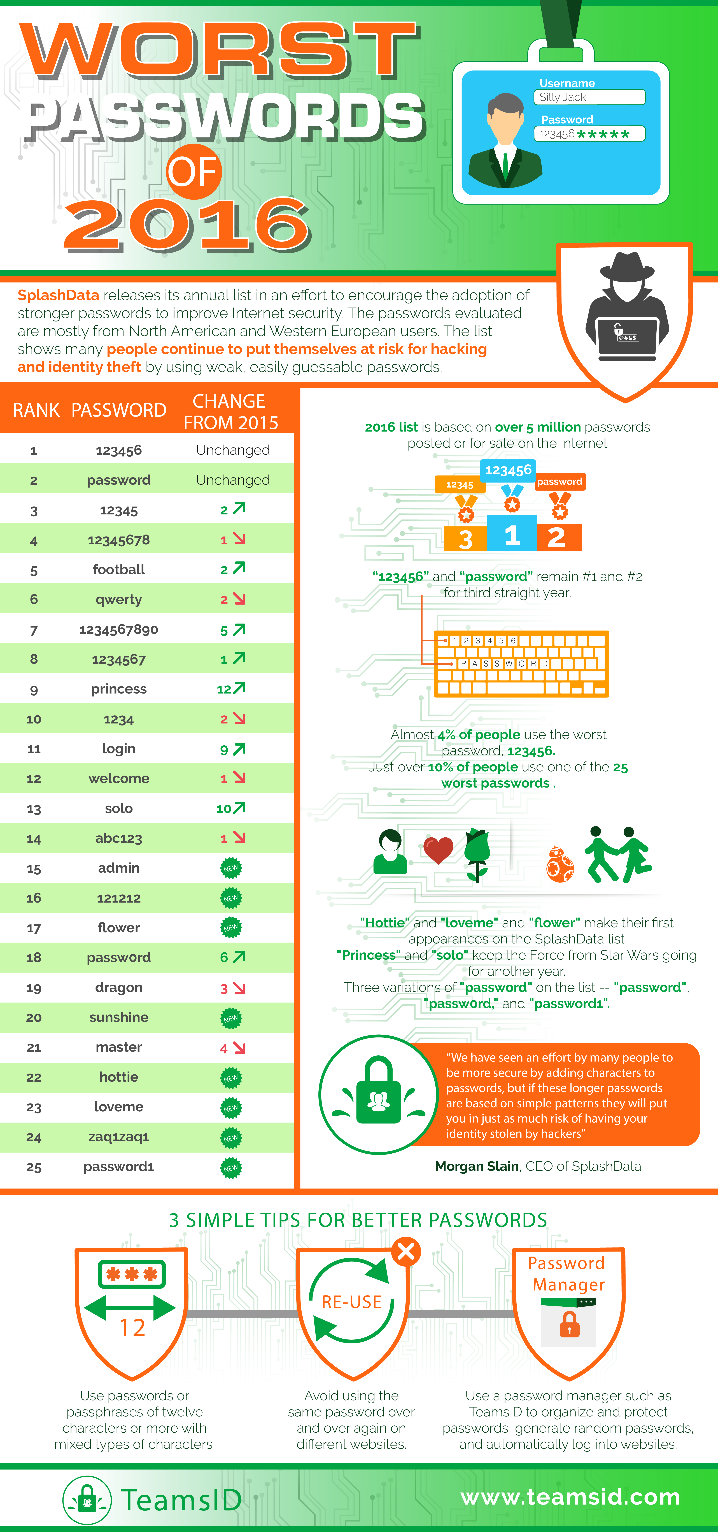 WORST
PASSWORDS
OF
2016
Username
Silly Jack
Password
123456 *****
SplashData releases its annual list in an effort to encourage the adoption of
stronger passwords to improve Internet security. The passwords evaluated
are mostly from North American and Western European users. The list
shows many people continue to put themselves at risk for hacking
and identity theft by using weak, easily guessable passwords
RANK PASSWORD CHANGE
FROM 2015
1 123456 Unchanged
2 password Unchanged
3 12345 2 ↗
4 12345678 1 ↘
5 football 2 ↗
6 qwerty 2 ↘
7 1234567890 5 ↗
8 1234567 1 ↗
9 princess 12 ↗
10 1234 2 ↘
11 login 9 ↗
12 welcome 1 ↘
13 solo 10 ↗
14 abc123 1 ↘
15 admin NEW
16 121212 NEW
17 flower NEW
18 passw0rd 6 ↗
19 dragon 3 ↘
20 sunshine NEW
21 master 4 ↘
22 hottie NEW
23 loveme NEW
24 zaq1zaq1 NEW
25 password1 NEW
2016 list is based on over 5 million passwords
posted or for sale on the internet
12345
123456
password
3 1 2
"123456" and "password" remain #1 and #2
for third straight year.
1 2 3 4 5 6
P A S S W O R D
Almost 4% of people use the worst
password, 123456.
Just over 10% of people use one of the 25
worst passwords .
"Hottie" and "loveme" and "flower" make their first
appearances on the SplashData list
"Princess" and "solo" keep the Force from Star Wars going
for another year.
Three variations of "password" on the list -- "password",
"passw0rd," and "password1".
"We have seen an effort by many people to
be more secure by adding characters to
passwords, but if these longer passwords
are based on simple patterns they will put
you in just as much risk of having your
identity stolen by hackers"
Morgan Slain, CEO of SplashData
3 SIMPLE TIPS FOR BETTER PASSWORDS
***
12
RE-USE
Password
Manager
Use passwords or
passphrases of twelve
characters or more with
mixed types of characters
Avoid using the
same password over
and over again on
different websites.
Use a password manager such as
TeamsID to organize and protect
passwords, generate random passwords,
and automatically log into websites.
TeamsID
www.teamsid.com